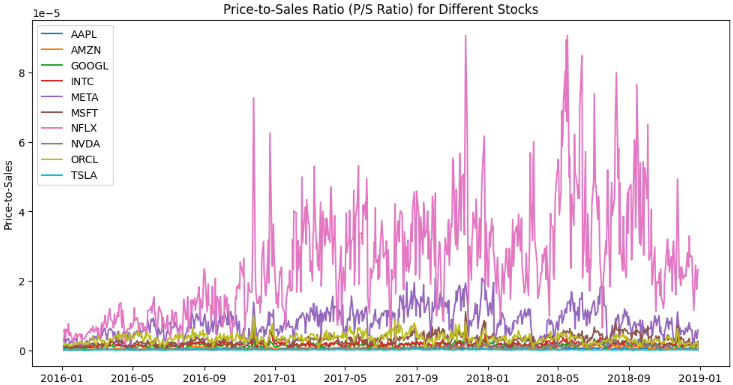 Price-to-Sales Ratio (P/S Ratio) for Different Stocks
1e−5
AAPL
AMZN
GOOGL
INTC
META
MSFT
NFLX
NVDA
ORCL
TSLA
Price-to-Sales
8
6
4
2
0
2016-01 2016-05 2016-09 2017-01 2017-05 2017-09 2018-01 2018-05 2018-09 2019-01